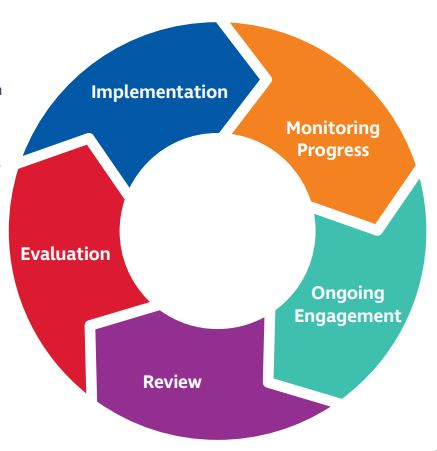 Implementation
Monitoring
Progress
Ongoing
Engagement
Review
Evaluation